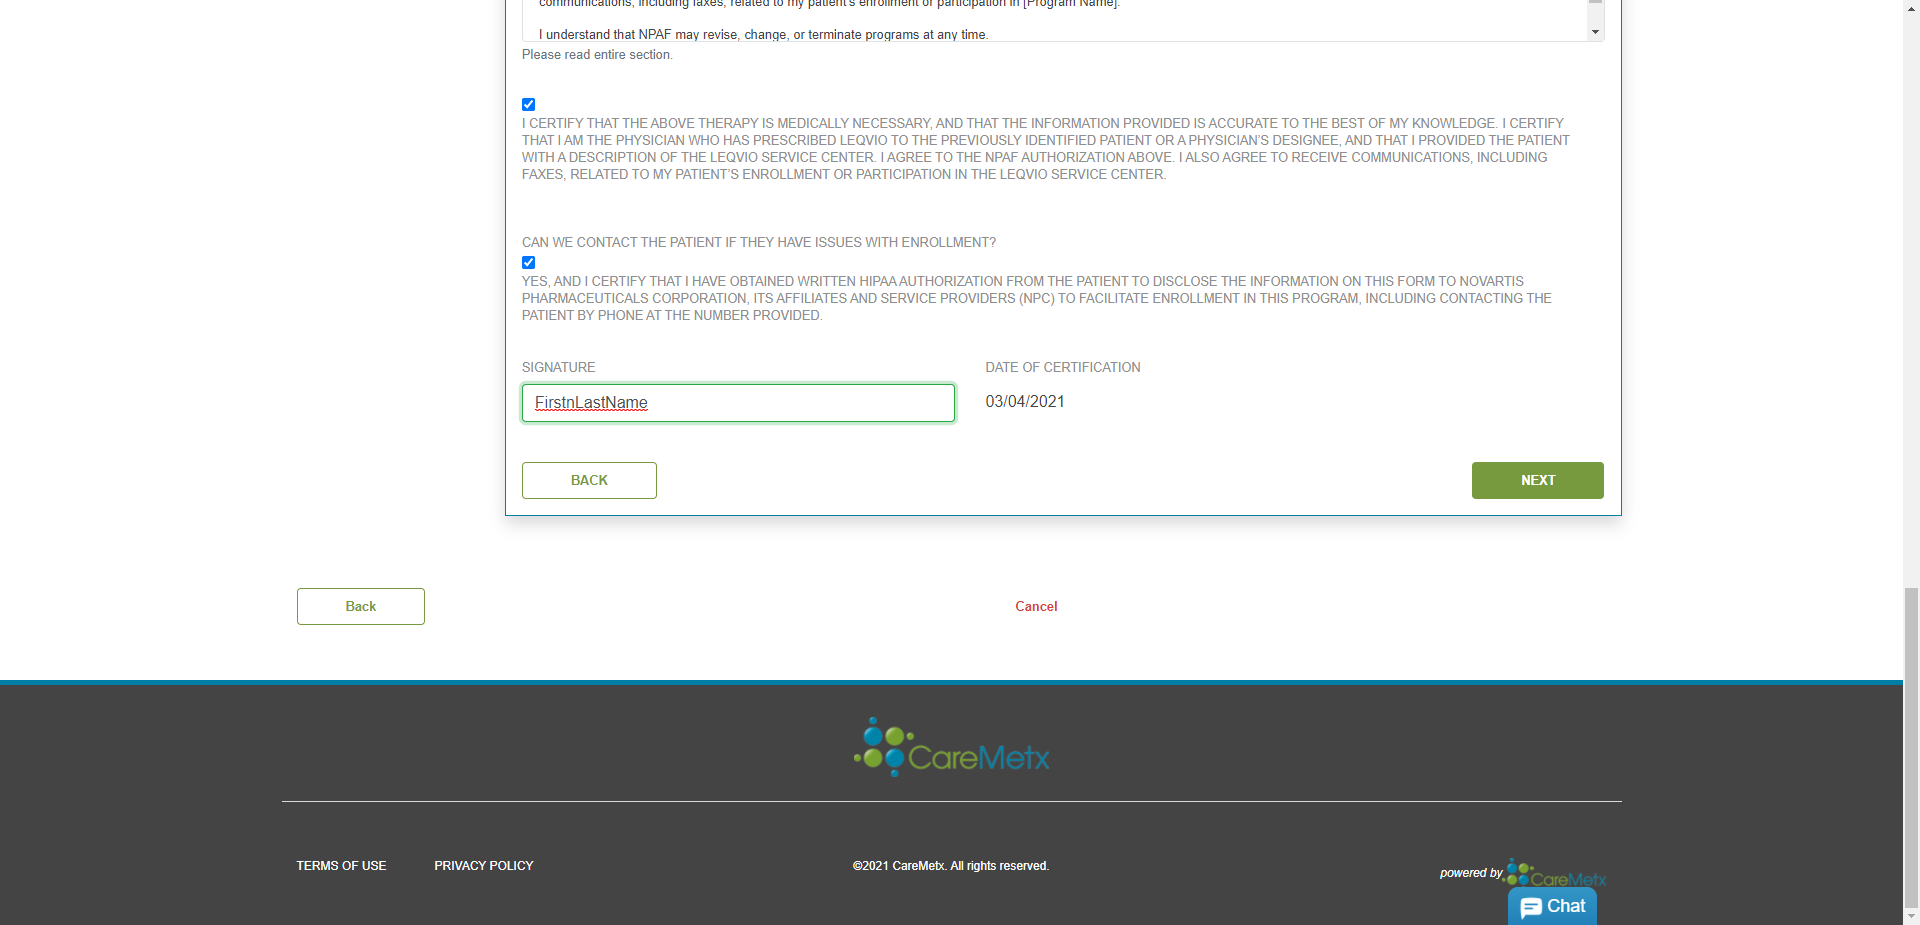 communications, including faxes, related to my patient's enrollment or participation in [Program Name].
I understand that NPAF may revise, change, or terminate programs at any time.
Please read entire section.
I CERTIFY THAT THE ABOVE THERAPY IS MEDICALLY NECESSARY, AND THAT THE INFORMATION PROVIDED IS ACCURATE TO THE BEST OF MY KNOWLEDGE. I CERTIFY
THAT I AM THE PHYSICIAN WHO HAS PRESCRIBED LEQVIO TO THE PREVIOUSLY IDENTIFIED PATIENT OR A PHYSICIAN'S DESIGNEE, AND THAT I PROVIDED THE PATIENT
WITH A DESCRIPTION OF THE LEQVIO SERVICE CENTER. I AGREE TO THE NPAF AUTHORIZATION ABOVE. I ALSO AGREE TO RECEIVE COMMUNICATIONS, INCLUDING
FAXES, RELATED TO MY PATIENT'S ENROLLMENT OR PARTICIPATION IN THE LEQVIO SERVICE CENTER.
CAN WE CONTACT THE PATIENT IF THEY HAVE ISSUES WITH ENROLLMENT?
YES, AND I CERTIFY THAT I HAVE OBTAINED WRITTEN HIPAA AUTHORIZATION FROM THE PATIENT TO DISCLOSE THE INFORMATION ON THIS FORM TO NOVARTIS
PHARMACEUTICALS CORPORATION, ITS AFFILIATES AND SERVICE PROVIDERS (NPC) TO FACILITATE ENROLLMENT IN THIS PROGRAM, INCLUDING CONTACTING THE
PATIENT BY PHONE AT THE NUMBER PROVIDED.
SIGNATURE DATE OF CERTIFICATION
FirstnLastName 03/04/2021
BACK NEXT
Back Cancel
CareMetx
TERMS OF USE PRIVACY POLICY ©2021 CareMetx. All rights reserved.
powered by CareMetx
Chat